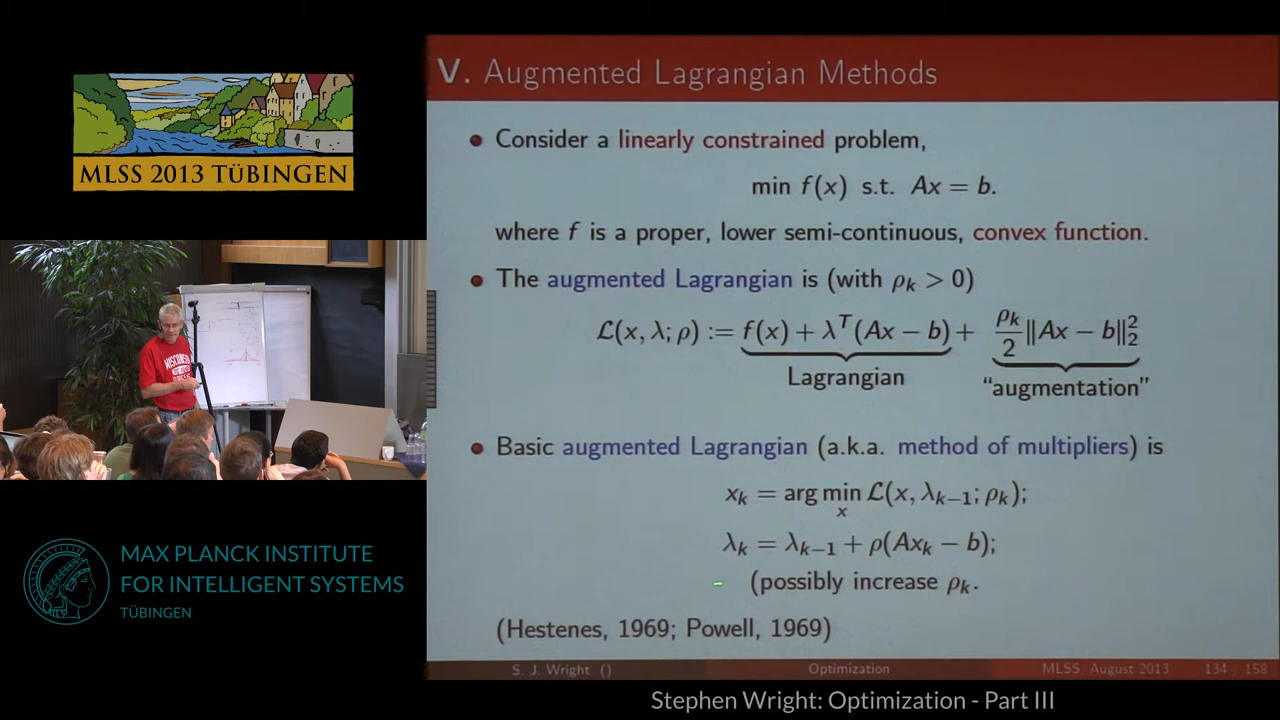 MLSS 2013 TÜBINGEN
WISCONSIN
MAX PLANCK INSTITUTE
FOR INTELLIGENT SYSTEMS
TÜBINGEN
V. Augmented Lagrangian Methods
Consider a linearly constrained problem,
min f(x) s.t. Ax = b.
where f is a proper, lower semi-continuous, convex function.
The augmented Lagrangian is (with ρₖ > 0)
ℒ(x, λ; ρ) := f(x) + λᵀ(Ax − b) + ρₖ/2 ‖Ax − b‖₂²
Lagrangian
“augmentation”
Basic augmented Lagrangian (a.k.a. method of multipliers) is
xₖ = arg minₓ ℒ(x, λₖ₋₁; ρₖ);
λₖ = λₖ₋₁ + ρ(Axₖ − b);
(possibly increase ρₖ.
(Hestenes, 1969; Powell, 1969)
S. J. Wright () Optimization MLSS, August 2013 134 / 158
Stephen Wright: Optimization - Part III